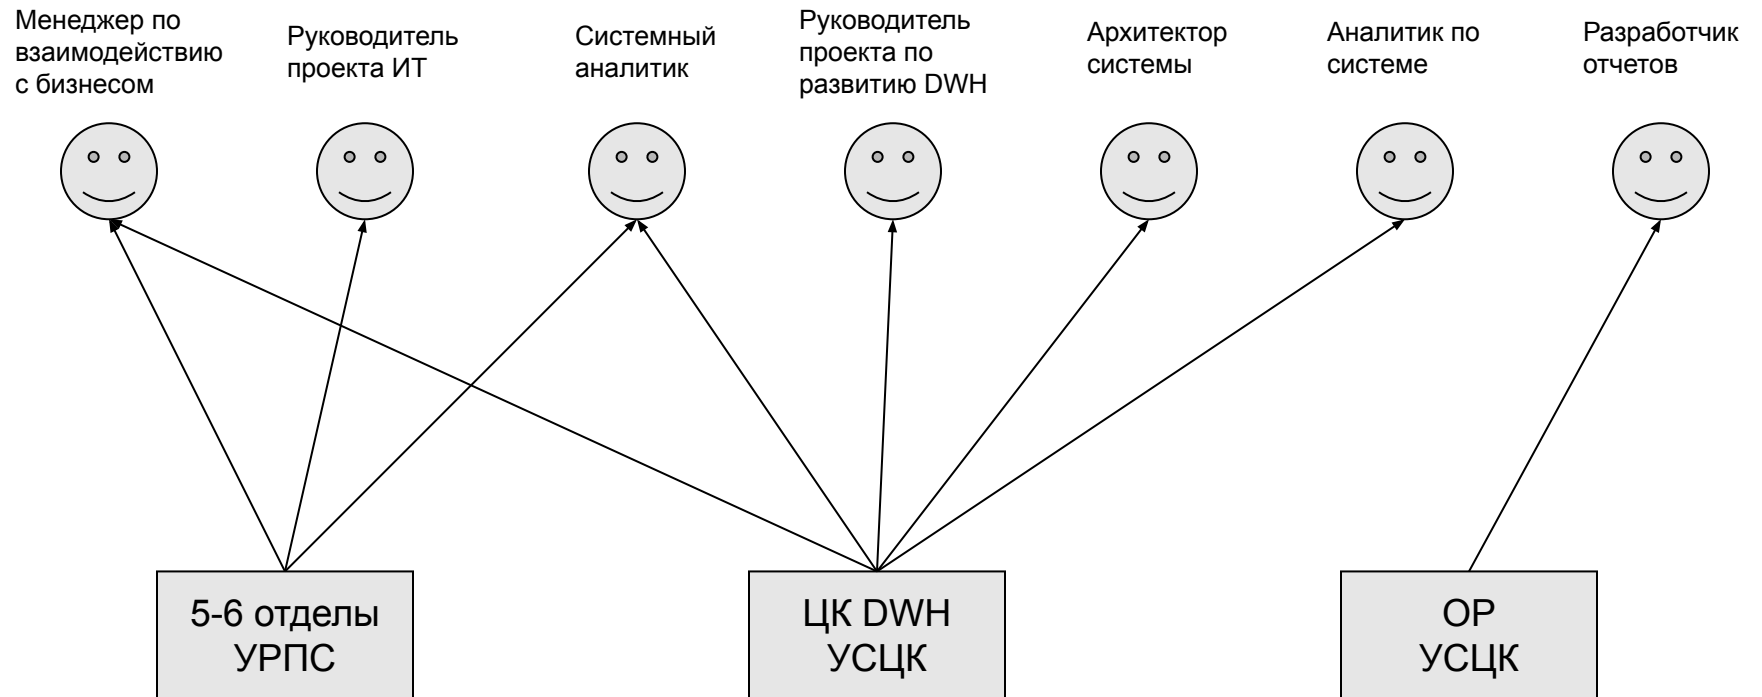 Менеджер по
взаимодействию
с бизнесом
Руководитель
проекта ИТ
Системный
аналитик
Руководитель
проекта по
развитию DWH
Архитектор
системы
Аналитик по
системе
Разработчик
отчетов
5-6 отделы
УРПС
ЦК DWH
УСЦК
ОР
УСЦК